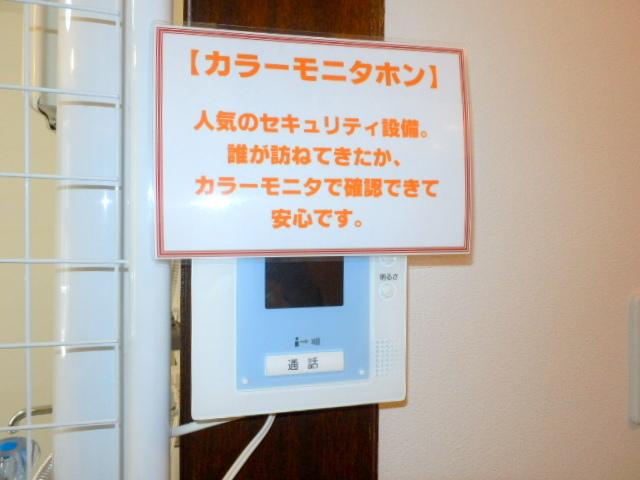 【カラーモニタホン】
人気のセキュリティ設備。
誰が訪ねてきたか、
カラーモニタで確認できて
安心です。
明るさ
通話